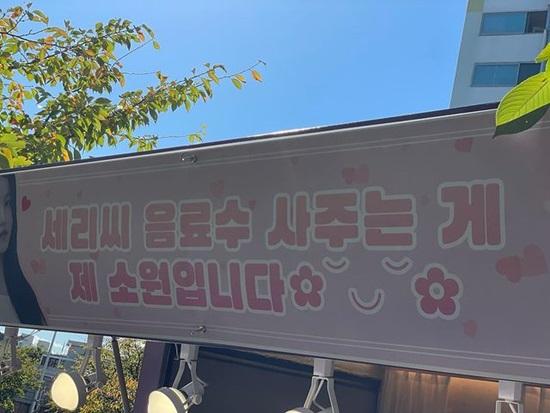 세리씨 음료수 사주는 게
제 소원입니다✿ ˘ ◡ ˘ ✿